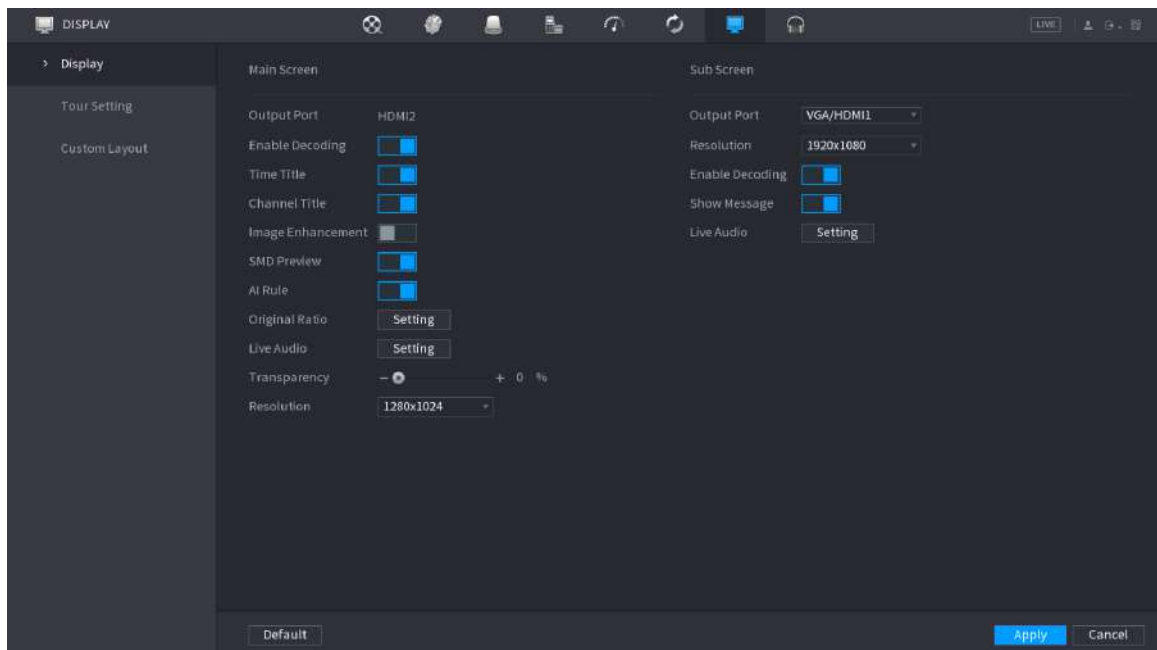 DISPLAY
LIVE
Display
Tour Setting
Custom Layout
Main Screen
Output Port HDMI2
Enable Decoding
Time Title
Channel Title
Image Enhancement
SMD Preview
AI Rule
Original Ratio Setting
Live Audio Setting
Transparency − + 0 %
Resolution 1280x1024
Sub Screen
Output Port VGA/HDMI1
Resolution 1920x1080
Enable Decoding
Show Message
Live Audio Setting
Default
Apply
Cancel